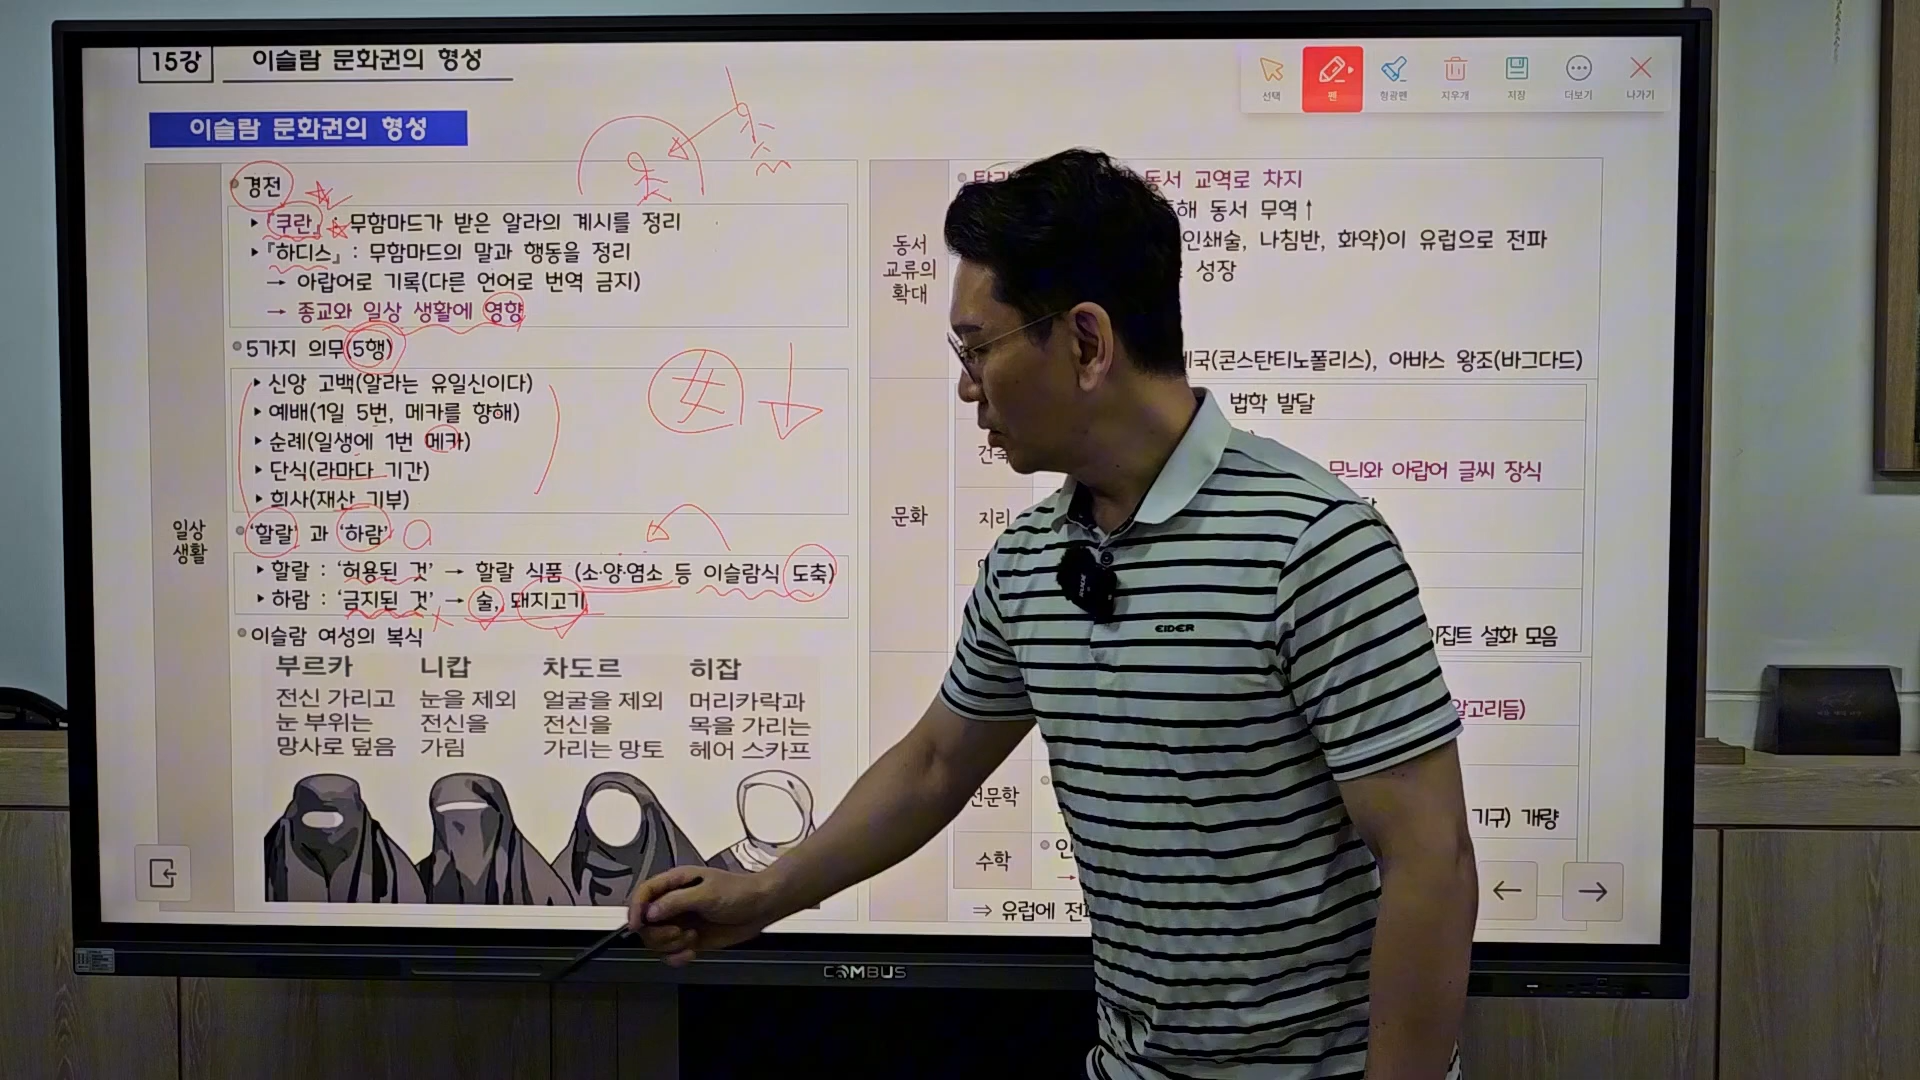 15강
이슬람 문화권의 형성
선택
펜
형광펜
지우개
저장
더보기
나가기
이슬람 문화권의 형성
일상
생활
경전
『쿠란』 : 무함마드가 받은 알라의 계시를 정리
『하디스』 : 무함마드의 말과 행동을 정리
→ 아랍어로 기록(다른 언어로 번역 금지)
→ 종교와 일상 생활에 영향
5가지 의무(5행)
신앙 고백(알라는 유일신이다)
예배(1일 5번, 메카를 향해)
순례(일생에 1번 메카)
단식(라마다 기간)
희사(재산 기부)
女
'할랄' 과 '하람'
할랄 : '허용된 것' → 할랄 식품 (소·양·염소 등 이슬람식 도축)
하람 : '금지된 것' → 술, 돼지고기
이슬람 여성의 복식
부르카
전신 가리고
눈 부위는
망사로 덮음
니캅
눈을 제외
전신을
가림
차도르
얼굴을 제외
전신을
가리는 망토
히잡
머리카락과
목을 가리는
헤어 스카프
동서
교류의
확대
동서 교역로 차지
동서 무역↑
인쇄술, 나침반, 화약)이 유럽으로 전파
성장
(콘스탄티노폴리스), 아바스 왕조(바그다드)
문화
법학 발달
무늬와 아랍어 글씨 장식
지리
설화 모음
알고리듬)
기구) 개량
수학
→
⇒ 유럽에
← →
EIDER
CAMBUS